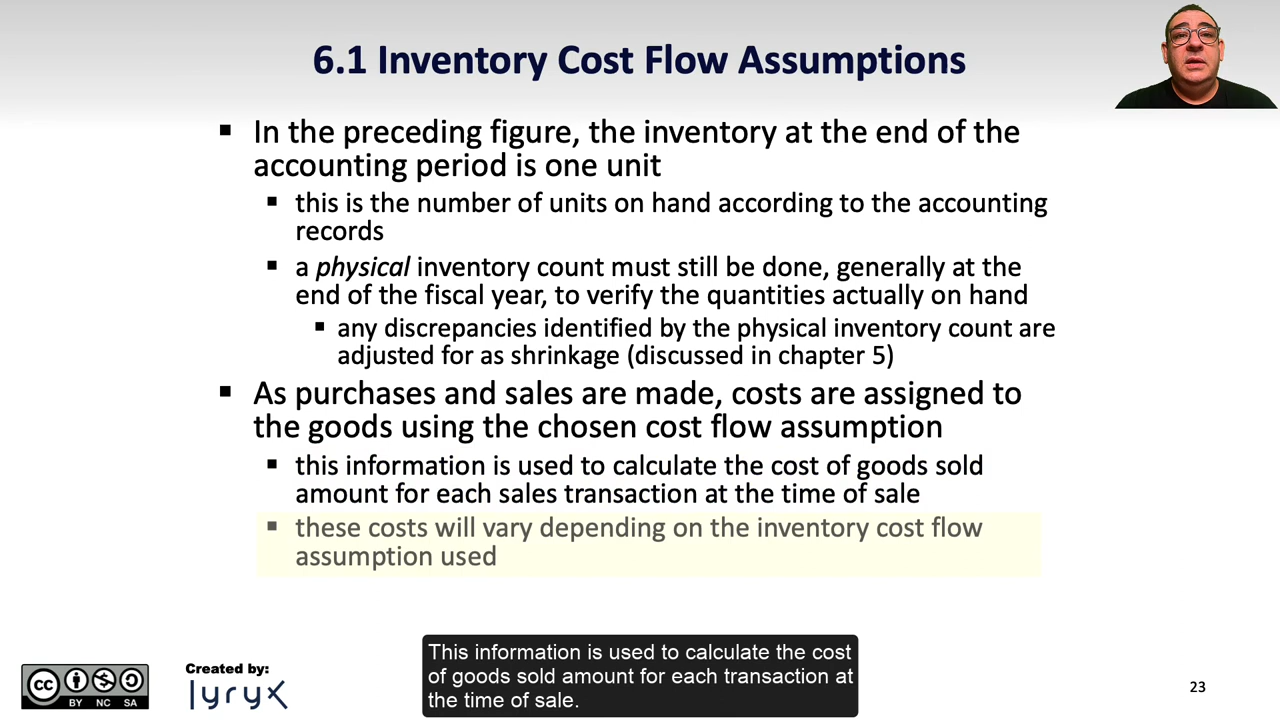 6.1 Inventory Cost Flow Assumptions
▪ In the preceding figure, the inventory at the end of the
accounting period is one unit
▪ this is the number of units on hand according to the accounting
records
▪ a physical inventory count must still be done, generally at the
end of the fiscal year, to verify the quantities actually on hand
▪ any discrepancies identified by the physical inventory count are
adjusted for as shrinkage (discussed in chapter 5)
▪ As purchases and sales are made, costs are assigned to
the goods using the chosen cost flow assumption
▪ this information is used to calculate the cost of goods sold
amount for each sales transaction at the time of sale
▪ these costs will vary depending on the inventory cost flow
assumption used
This information is used to calculate the cost
of goods sold amount for each transaction at
the time of sale.
cc
BY NC SA
Created by:
lyryx
23